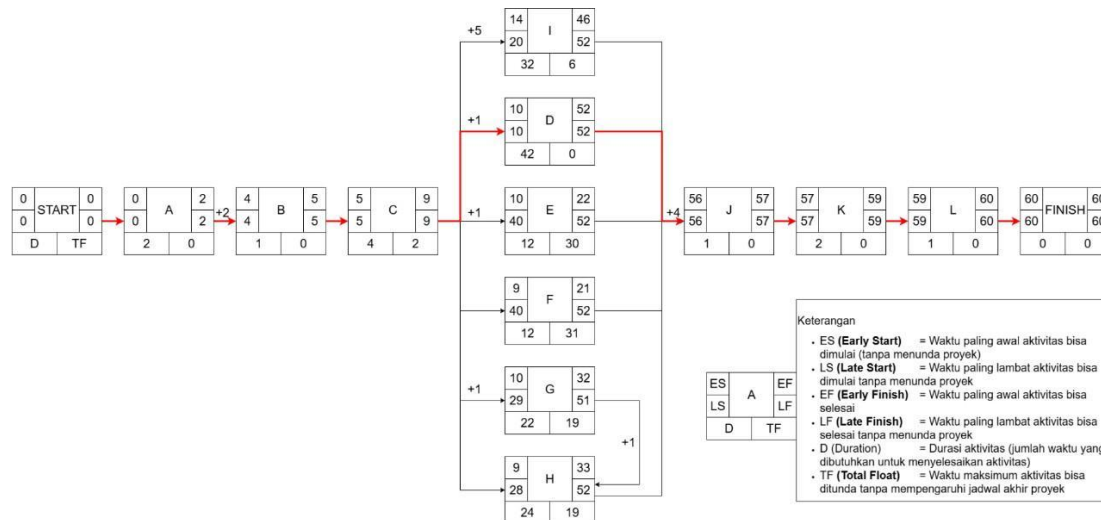 14 I 46
+5
20 52
32 6
10 D 52
+1
10 52
42 0
0 START 0
0 0
D TF
0 A 2
0 2
2 0
+2
4 B 5
4 5
1 0
5 C 9
5 9
4 2
10 E 22
+1
40 52
12 30
+4
56 J 57
56 57
1 0
57 K 59
57 59
2 0
59 L 60
59 60
1 0
60 FINISH 60
60 60
0 0
9 F 21
40 52
12 31
10 G 32
+1
29 51
22 19
+1
9 H 33
28 52
24 19
ES A EF
LS LF
D TF
Keterangan
• ES (Early Start) = Waktu paling awal aktivitas bisa
dimulai (tanpa menunda proyek)
• LS (Late Start) = Waktu paling lambat aktivitas bisa
dimulai tanpa menunda proyek
• EF (Early Finish) = Waktu paling awal aktivitas bisa
selesai
• LF (Late Finish) = Waktu paling lambat aktivitas bisa
selesai tanpa menunda proyek
• D (Duration) = Durasi aktivitas (jumlah waktu yang
dibutuhkan untuk menyelesaikan aktivitas)
• TF (Total Float) = Waktu maksimum aktivitas bisa
ditunda tanpa mempengaruhi jadwal akhir proyek